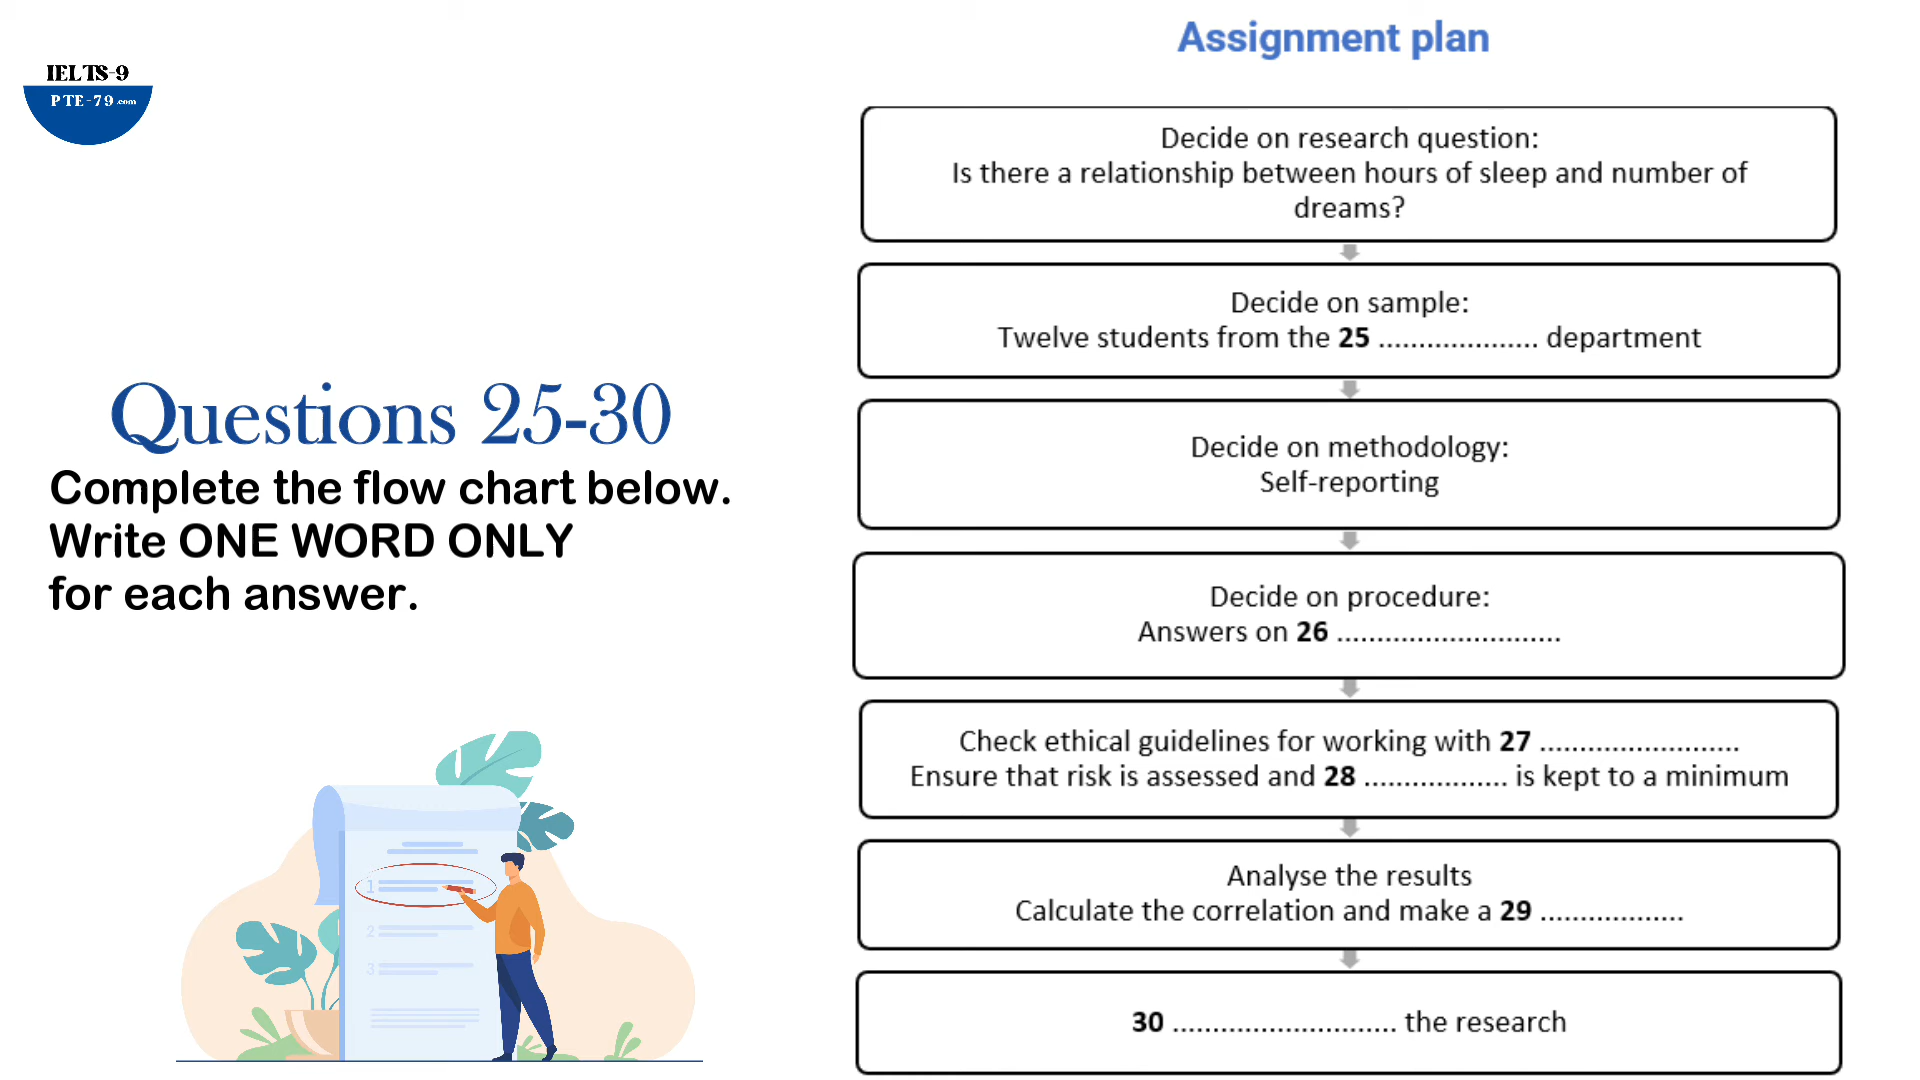 IELTS-9
PTE-79.com
Questions 25-30
Complete the flow chart below.
Write ONE WORD ONLY
for each answer.
1
2
3
Assignment plan
Decide on research question:
Is there a relationship between hours of sleep and number of
dreams?
Decide on sample:
Twelve students from the 25 .................... department
Decide on methodology:
Self-reporting
Decide on procedure:
Answers on 26 ............................
Check ethical guidelines for working with 27 .........................
Ensure that risk is assessed and 28 .................. is kept to a minimum
Analyse the results
Calculate the correlation and make a 29 ..................
30 ............................ the research